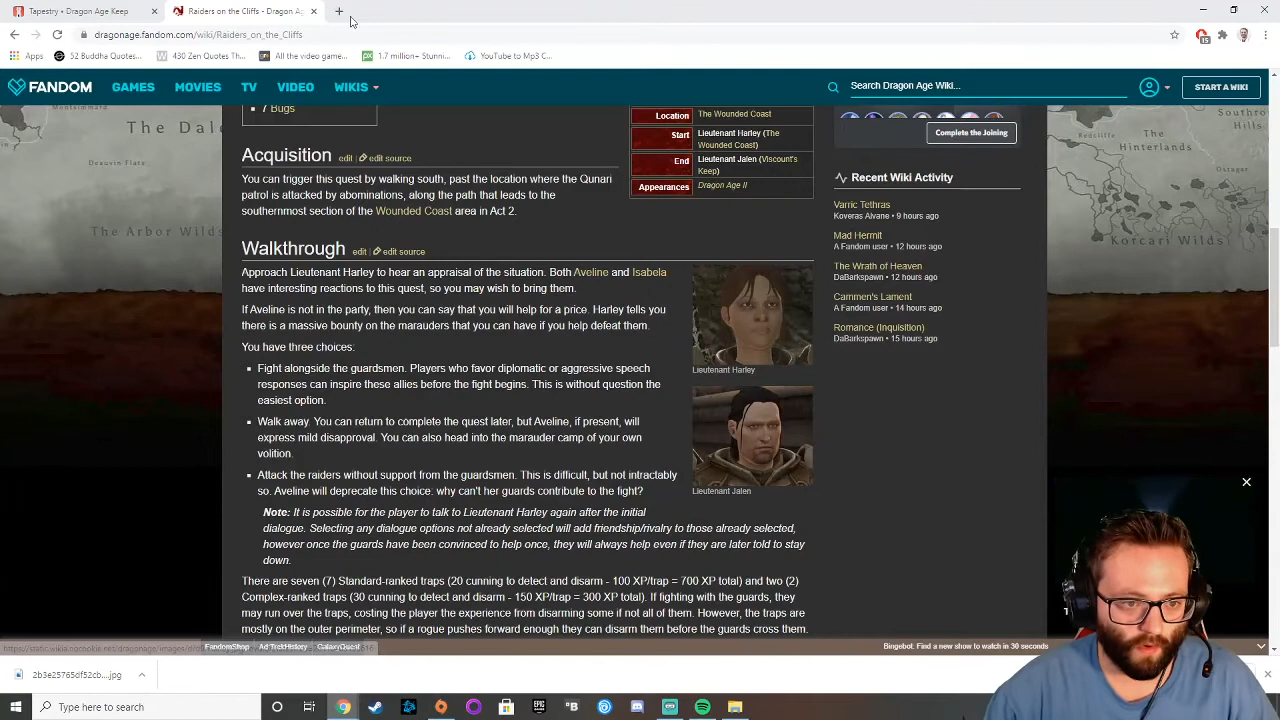 Tapestry - Dragon Age Keep
Raiders on the Cliffs - Dragon Ag
dragonage.fandom.com/wiki/Raiders_on_the_Cliffs
15
Apps
52 Buddha Quotes...
430 Zen Quotes That...
All the video game...
px
1.7 million+ Stunni...
YouTube to Mp3 C...
FANDOM
GAMES
MOVIES
TV
VIDEO
WIKIS
Search Dragon Age Wiki...
START A WIKI
The Dal
Deauvin Flats
The Arbor Wilds
Redcliffe
The Hinterlands
Southro
Hills
Ostagar
Korcari Wilds
7 Bugs
Location The Wounded Coast
Start Lieutenant Harley (The
Wounded Coast)
End Lieutenant Jalen (Viscount's
Keep)
Appearances Dragon Age II
Complete the Joining
Acquisition edit | edit source
You can trigger this quest by walking south, past the location where the Qunari
patrol is attacked by abominations, along the path that leads to the
southernmost section of the Wounded Coast area in Act 2.
Walkthrough edit | edit source
Approach Lieutenant Harley to hear an appraisal of the situation. Both Aveline and Isabela
have interesting reactions to this quest, so you may wish to bring them.
If Aveline is not in the party, then you can say that you will help for a price. Harley tells you
there is a massive bounty on the marauders that you can have if you help defeat them.
You have three choices:
Fight alongside the guardsmen. Players who favor diplomatic or aggressive speech
responses can inspire these allies before the fight begins. This is without question the
easiest option.
Walk away. You can return to complete the quest later, but Aveline, if present, will
express mild disapproval. You can also head into the marauder camp of your own
volition.
Attack the raiders without support from the guardsmen. This is difficult, but not intractably
so. Aveline will deprecate this choice: why can't her guards contribute to the fight?
Note: It is possible for the player to talk to Lieutenant Harley again after the initial
dialogue. Selecting any dialogue options not already selected will add friendship/rivalry to those already selected,
however once the guards have been convinced to help once, they will always help even if they are later told to stay
down.
There are seven (7) Standard-ranked traps (20 cunning to detect and disarm - 100 XP/trap = 700 XP total) and two (2)
Complex-ranked traps (30 cunning to detect and disarm - 150 XP/trap = 300 XP total). If fighting with the guards, they
may run over the traps, costing the player the experience from disarming some if not all of them. However, the traps are
mostly on the outer perimeter, so if a rogue pushes forward enough they can disarm them before the guards cross them.
Lieutenant Harley
Lieutenant Jalen
Recent Wiki Activity
Varric Tethras
Koveras Alvane • 9 hours ago
Mad Hermit
A Fandom user • 12 hours ago
The Wrath of Heaven
DaBarkspawn • 12 hours ago
Cammen's Lament
A Fandom user • 14 hours ago
Romance (Inquisition)
DaBarkspawn • 15 hours ago
FandomShop
Ad TrekHistory
GalaxyQuest
Bingebot: Find a new show to watch in 30 seconds
2b3e25765df52cb...jpg
Type here to search
EPIC
GAMES